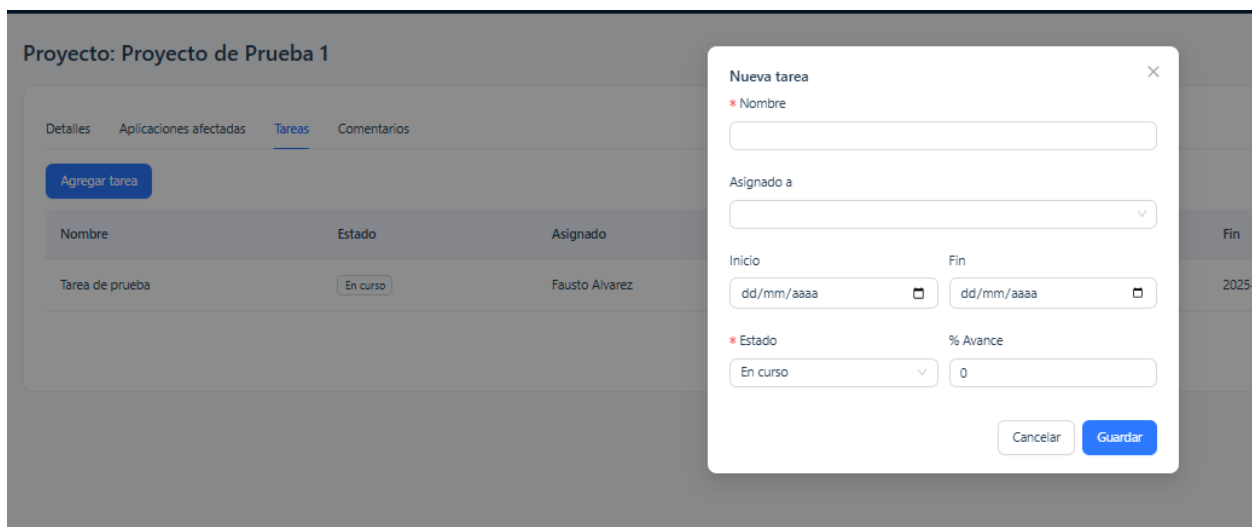 Proyecto: Proyecto de Prueba 1
Detalles Aplicaciones afectadas Tareas Comentarios
Agregar tarea
Nombre Estado Asignado Fin
Tarea de prueba En curso Fausto Alvarez 2025-
Nueva tarea
* Nombre
Asignado a
Inicio Fin
dd/mm/aaaa dd/mm/aaaa
* Estado % Avance
En curso 0
Cancelar Guardar